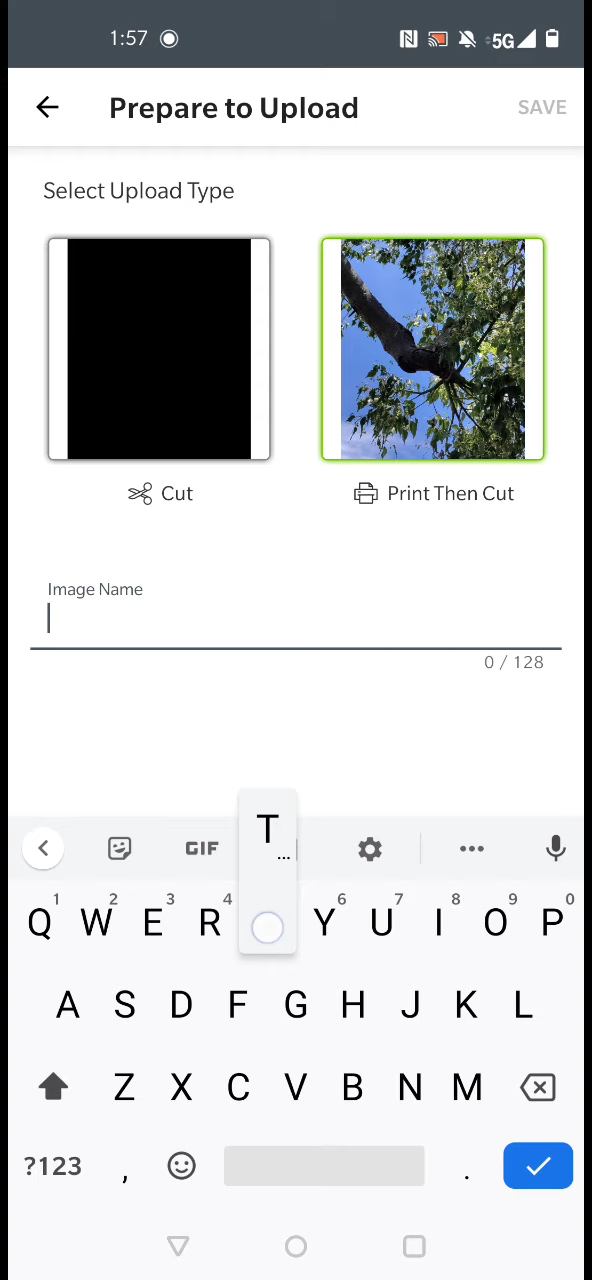 1:57 5G
Prepare to Upload SAVE
Select Upload Type
Cut Print Then Cut
Image Name
0 / 128
GIF T... ...
1 2 3 4 6 7 8 9 0
Q W E R Y U I O P
A S D F G H J K L
Z X C V B N M
?123 , .